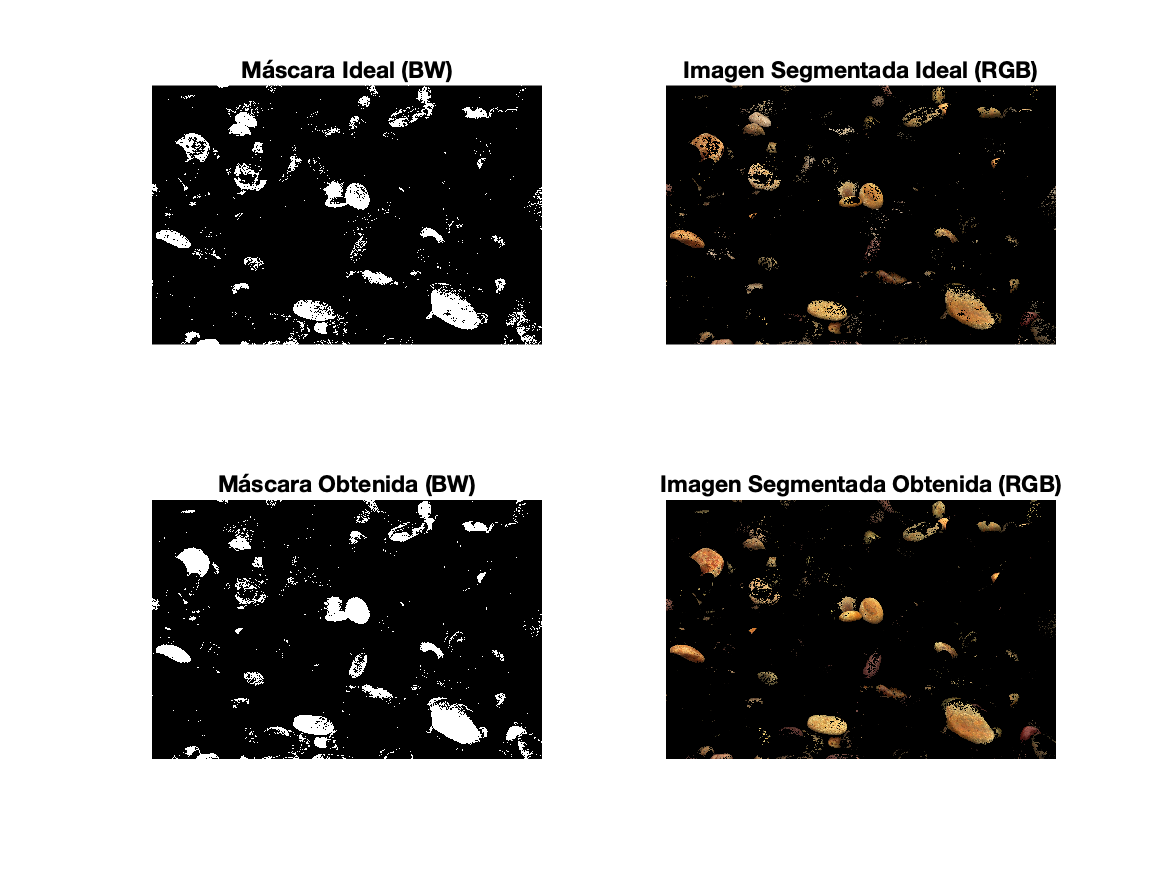 Máscara Ideal (BW)
Imagen Segmentada Ideal (RGB)
Máscara Obtenida (BW)
Imagen Segmentada Obtenida (RGB)